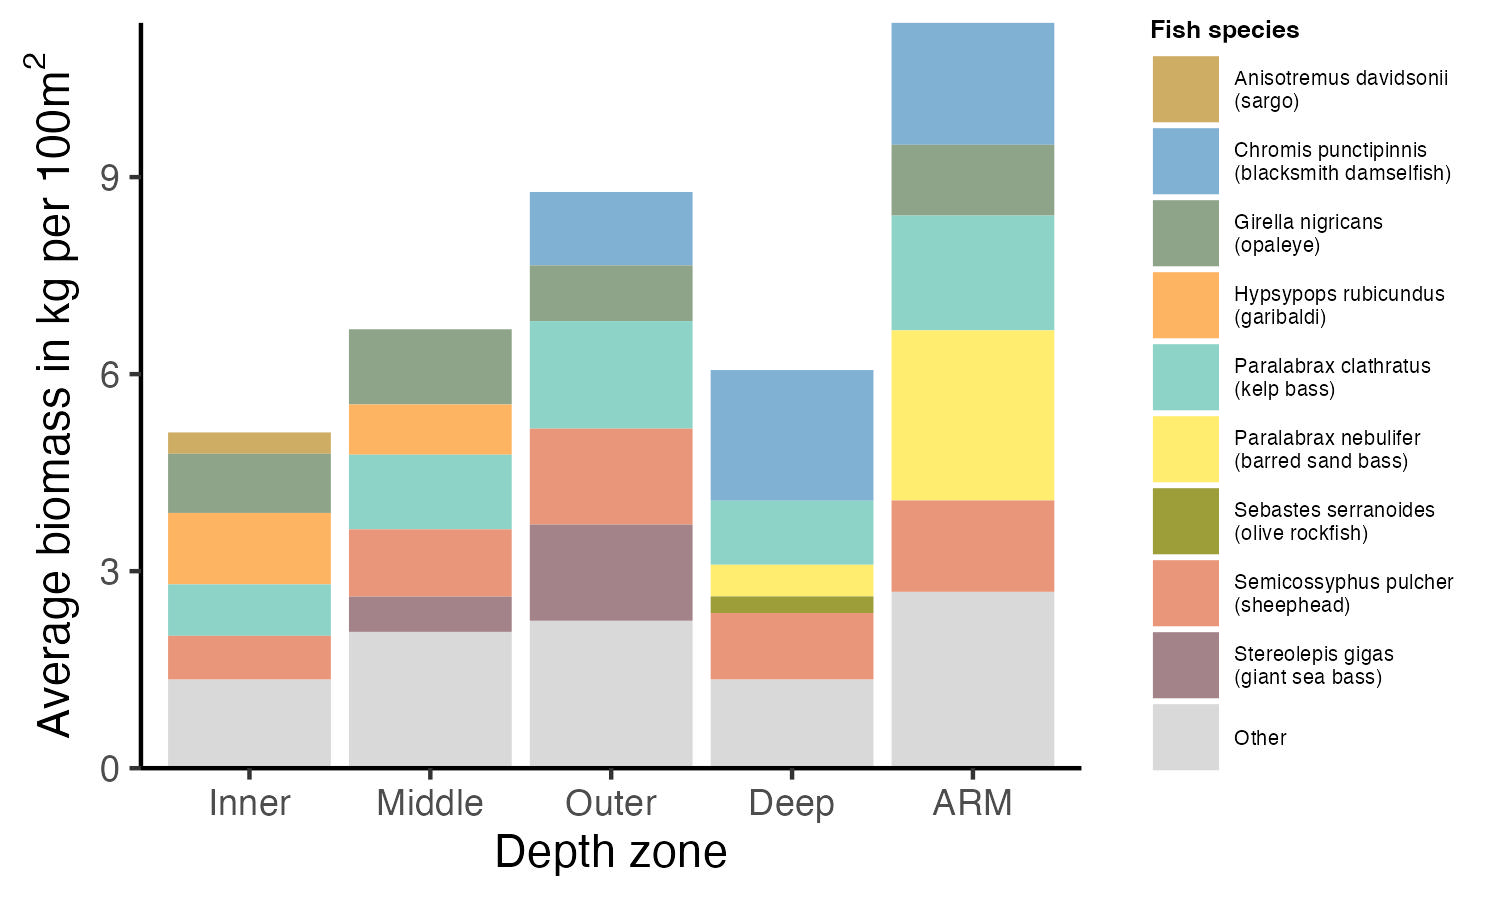 Average biomass in kg per 100m²
9
6
3
0
Inner Middle Outer Deep ARM
Depth zone
Fish species
Anisotremus davidsonii
(sargo)
Chromis punctipinnis
(blacksmith damselfish)
Girella nigricans
(opaleye)
Hypsypops rubicundus
(garibaldi)
Paralabrax clathratus
(kelp bass)
Paralabrax nebulifer
(barred sand bass)
Sebastes serranoides
(olive rockfish)
Semicossyphus pulcher
(sheephead)
Stereolepis gigas
(giant sea bass)
Other